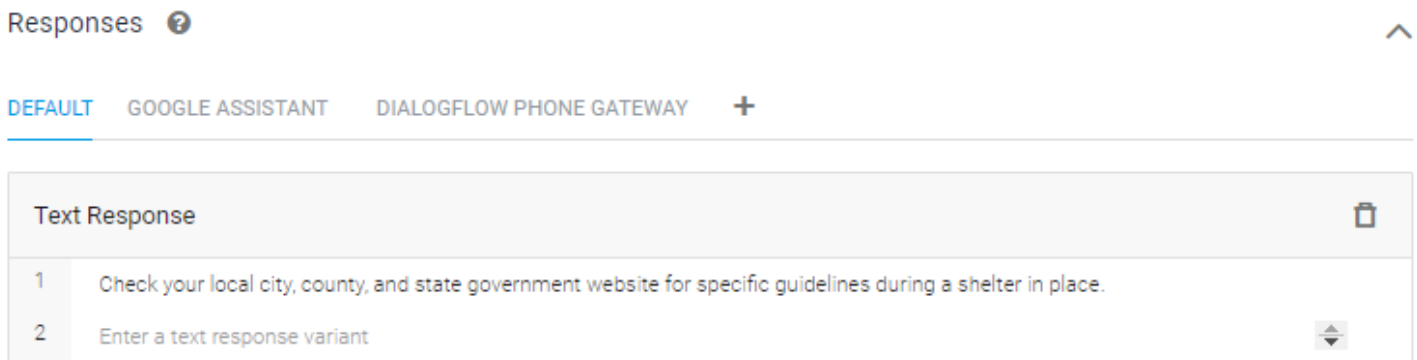 Responses
DEFAULT GOOGLE ASSISTANT DIALOGFLOW PHONE GATEWAY +
Text Response
1 Check your local city, county, and state government website for specific guidelines during a shelter in place.
2 Enter a text response variant